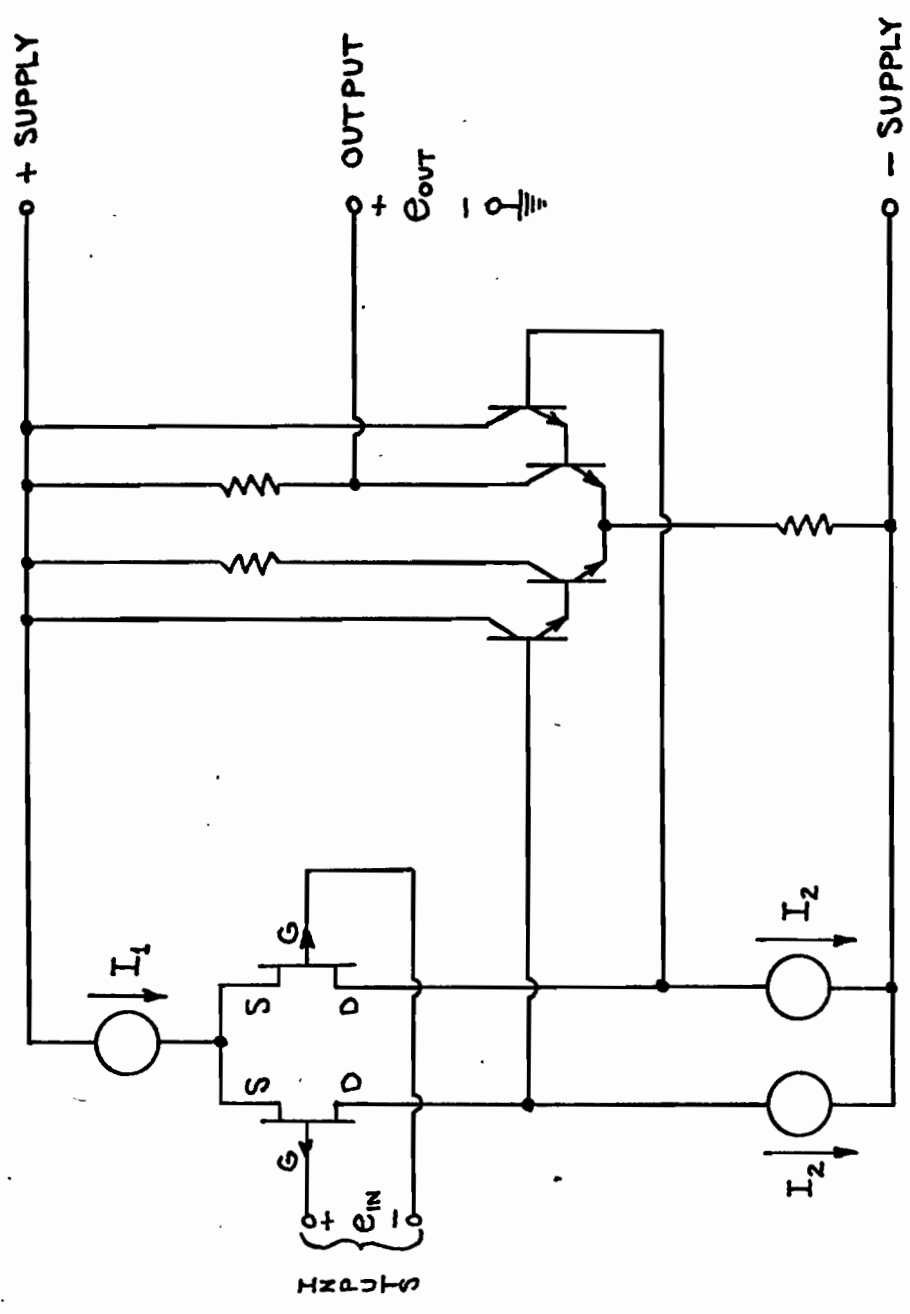 + SUPPLY
I₁
S
S
G
G
D
D
INPUTS
+
eIN
−
OUTPUT
+
eOUT
−
I₂
I₂
− SUPPLY